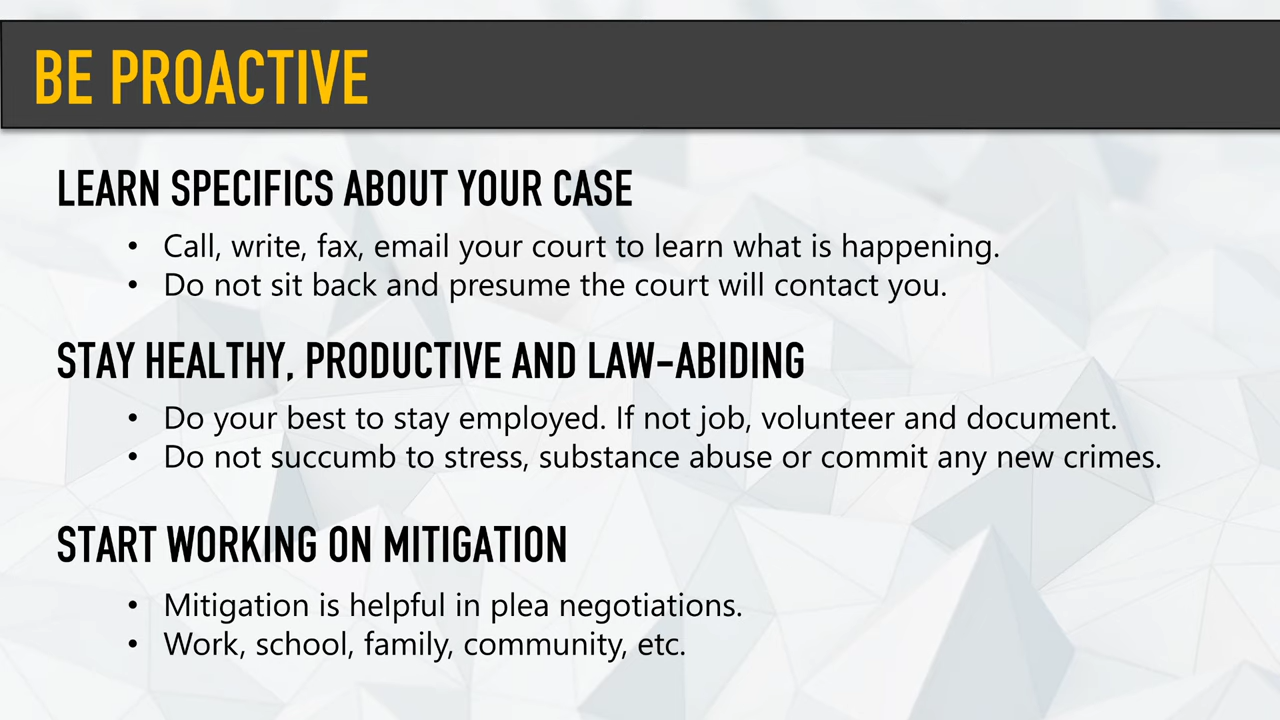 BE PROACTIVE
LEARN SPECIFICS ABOUT YOUR CASE
• Call, write, fax, email your court to learn what is happening.
• Do not sit back and presume the court will contact you.
STAY HEALTHY, PRODUCTIVE AND LAW-ABIDING
• Do your best to stay employed. If not job, volunteer and document.
• Do not succumb to stress, substance abuse or commit any new crimes.
START WORKING ON MITIGATION
• Mitigation is helpful in plea negotiations.
• Work, school, family, community, etc.